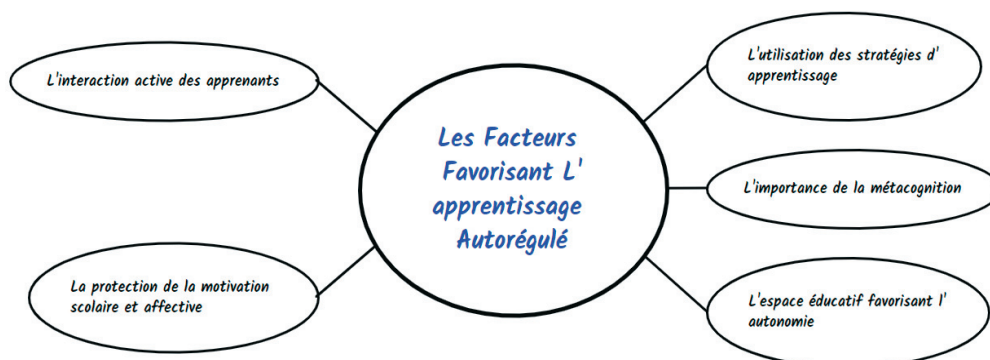 L'interaction active des apprenants
La protection de la motivation
scolaire et affective
Les Facteurs
Favorisant L'
apprentissage
Autorégulé
L'utilisation des stratégies d'
apprentissage
L'importance de la métacognition
L'espace éducatif favorisant l'
autonomie